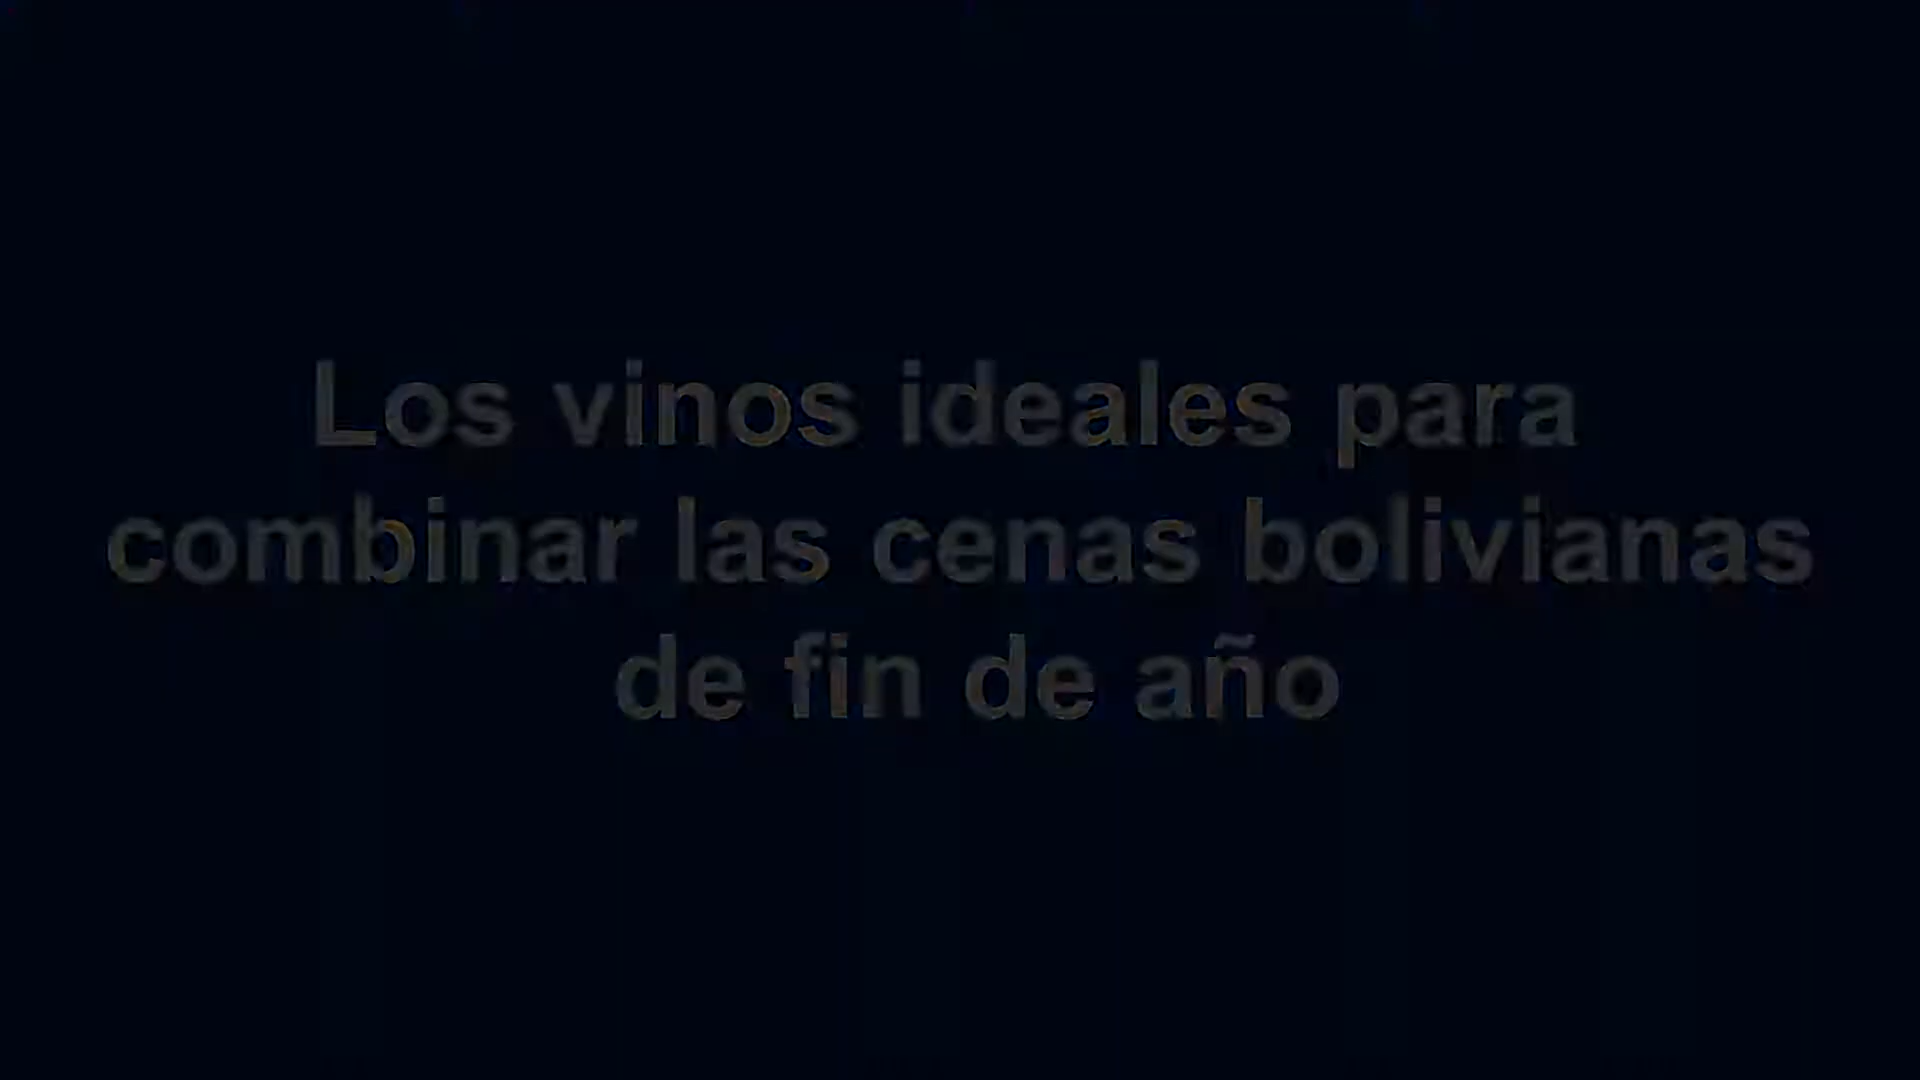 Los vinos ideales para
combinar las cenas bolivianas
de fin de año